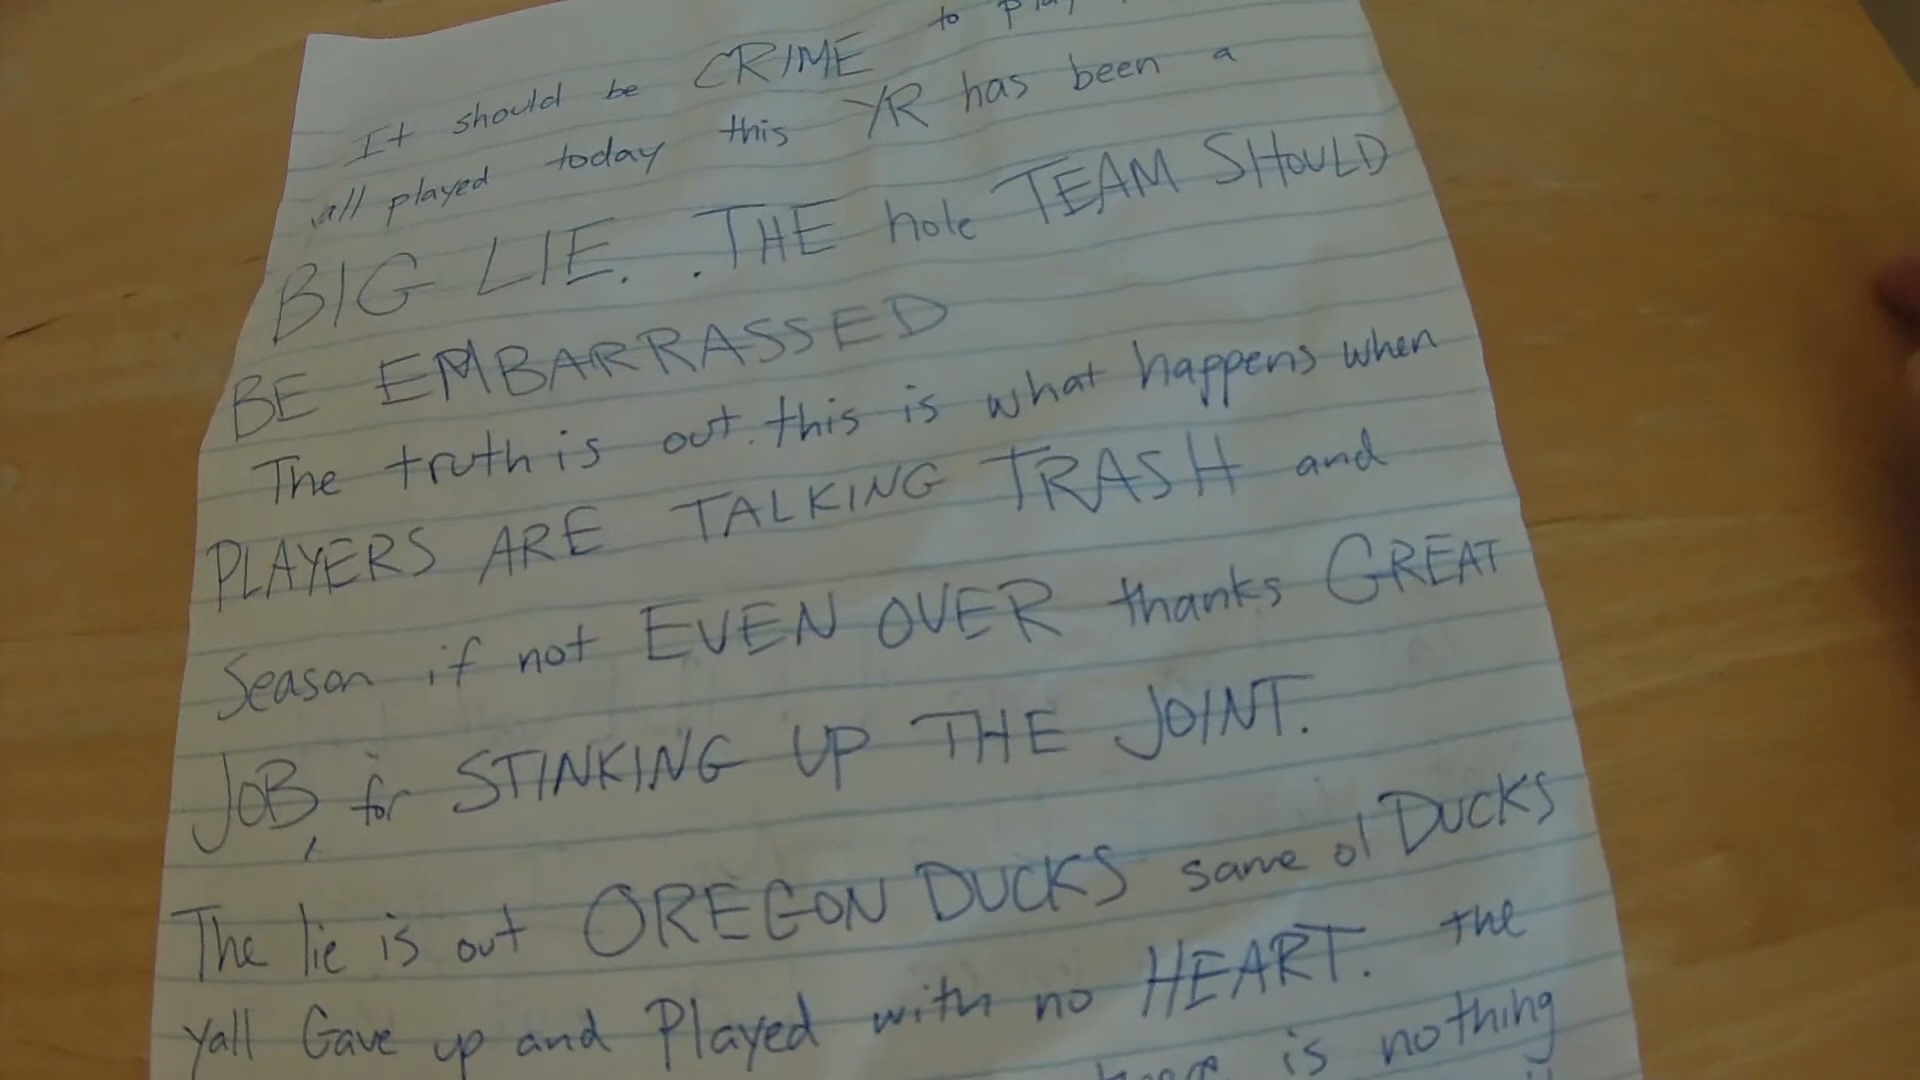 It should be CRIME to play
all played today this YR has been a
BIG LIE. .THE hole TEAM SHOULD
BE EMBARRASSED
The truth is out. this is what happens when
PLAYERS ARE TALKING TRASH and
Season if not EVEN OVER thanks GREAT
JOB, for STINKING UP THE JOINT.
The lie is out OREGON DUCKS same ol DUCKS
yall Gave up and Played with no HEART. the
is nothing